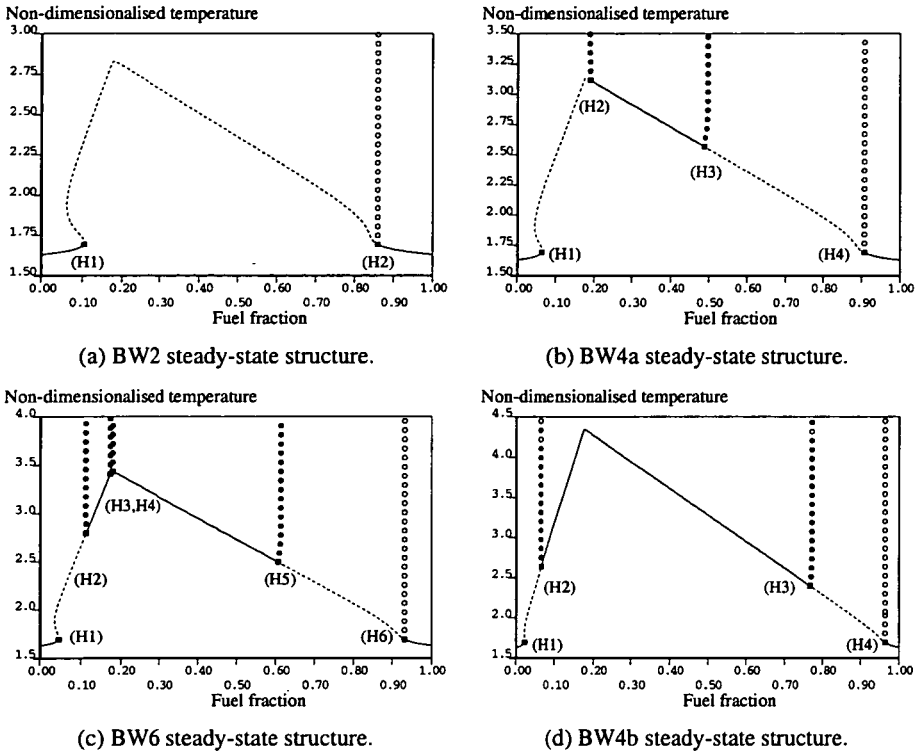 Non-dimensionalised temperature
3.00
2.75
2.50
2.25
2.00
1.75
1.50
(H1)
(H2)
0.00 0.20 0.40 0.60 0.80 1.00
0.10 0.30 0.50 0.70 0.90
Fuel fraction
(a) BW2 steady-state structure.
Non-dimensionalised temperature
3.50
3.25
3.00
2.75
2.50
2.25
2.00
1.75
1.50
(H2)
(H3)
(H1)
(H4)
0.00 0.20 0.40 0.60 0.80 1.00
0.10 0.30 0.50 0.70 0.90
Fuel fraction
(b) BW4a steady-state structure.
Non-dimensionalised temperature
4.0
3.5
3.0
2.5
2.0
1.5
(H3,H4)
(H2)
(H5)
(H1)
(H6)
0.00 0.20 0.40 0.60 0.80 1.00
0.10 0.30 0.50 0.70 0.90
Fuel fraction
(c) BW6 steady-state structure.
Non-dimensionalised temperature
4.5
4.0
3.5
3.0
2.5
2.0
1.5
(H2)
(H3)
(H1)
(H4)
0.00 0.20 0.40 0.60 0.80 1.00
0.10 0.30 0.50 0.70 0.90
Fuel fraction
(d) BW4b steady-state structure.